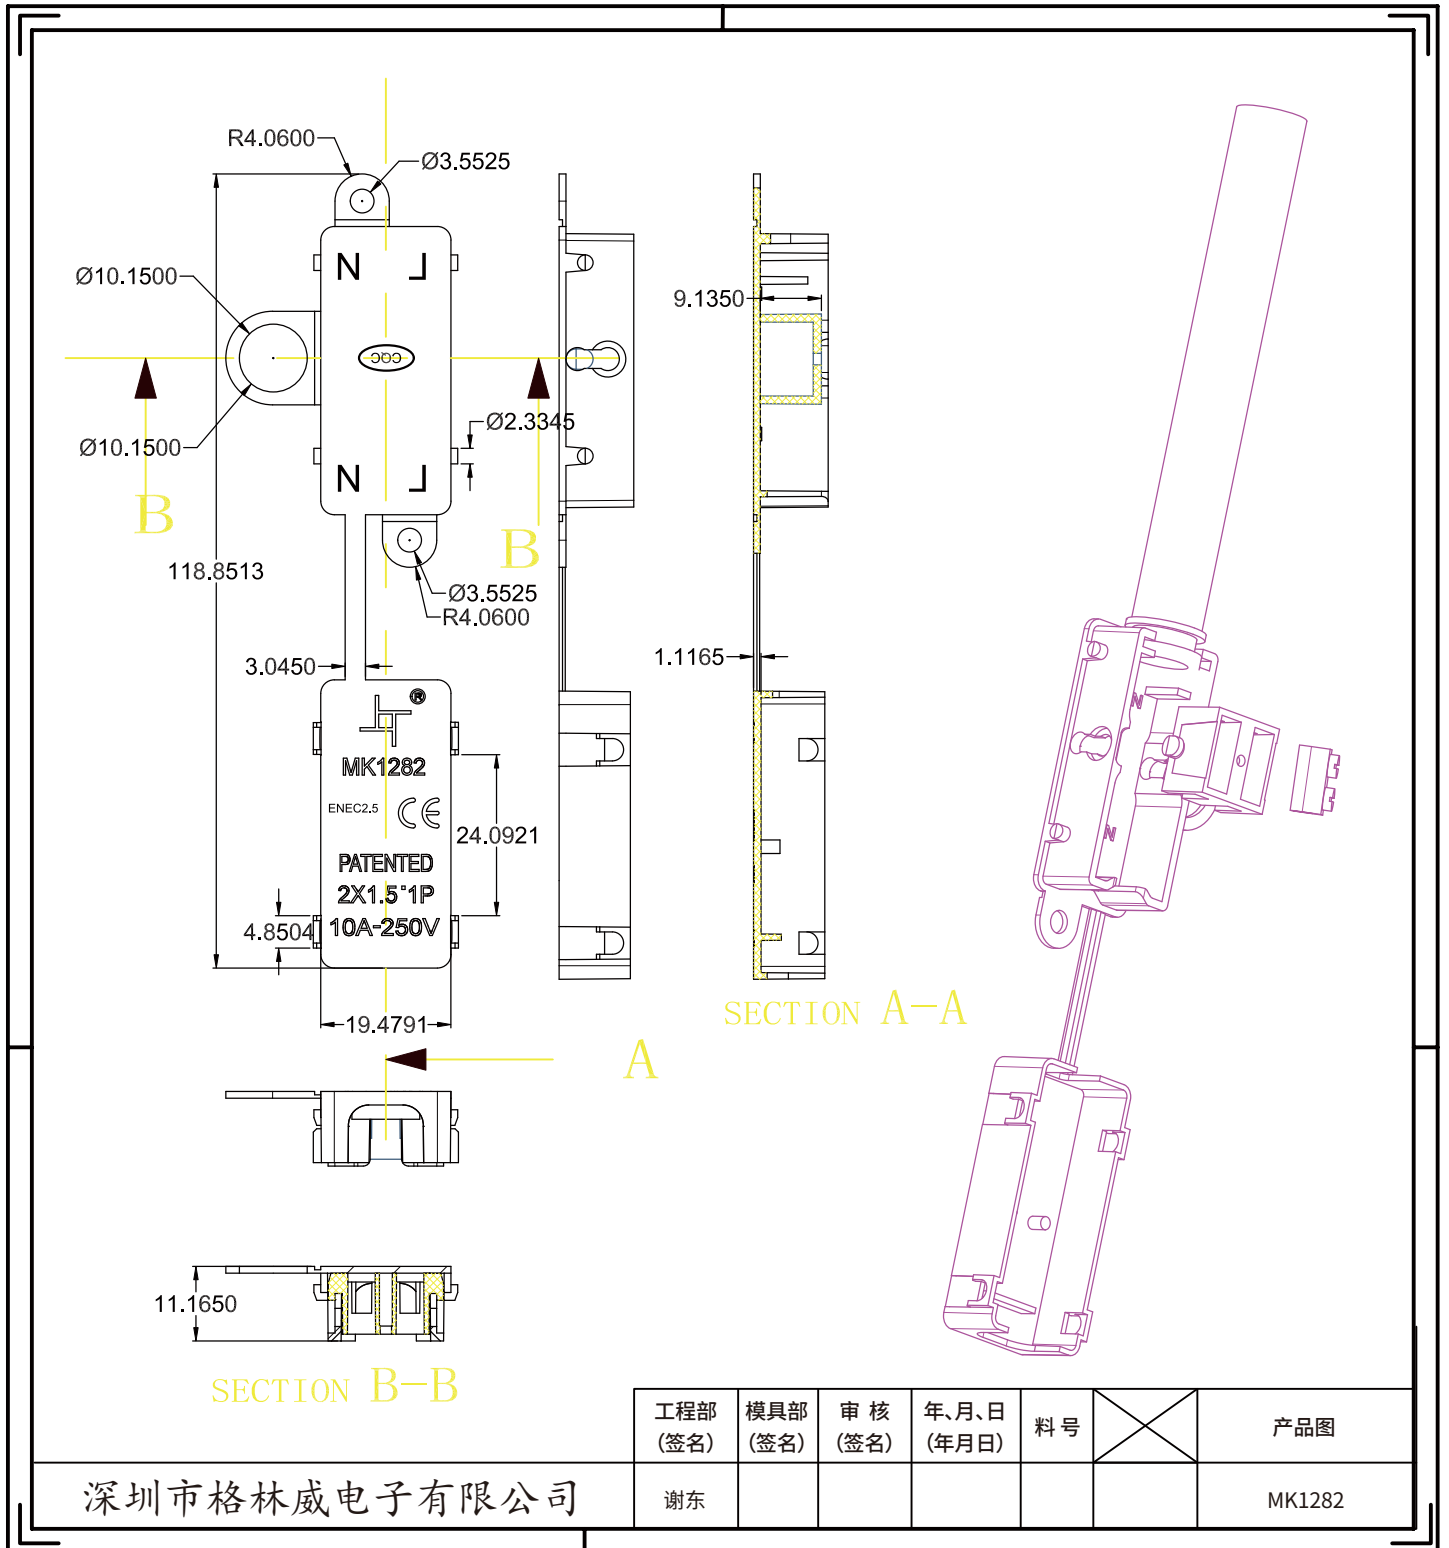 R4.0600
Ø3.5525
Ø10.1500
N L
CQC
9.1350
Ø2.3345
Ø10.1500
N L
B
B
118.8513
Ø3.5525
R4.0600
3.0450
1.1165
®
MK1282
ENEC2.5 CE
24.0921
PATENTED
2X1.5°1P
10A-250V
4.8504
SECTION A-A
19.4791
A
N
N
11.1650
SECTION B-B
工程部
(签名)
模具部
(签名)
审 核
(签名)
年、月、日
(年月日)
料 号
产品图
深圳市格林威电子有限公司
谢东
MK1282